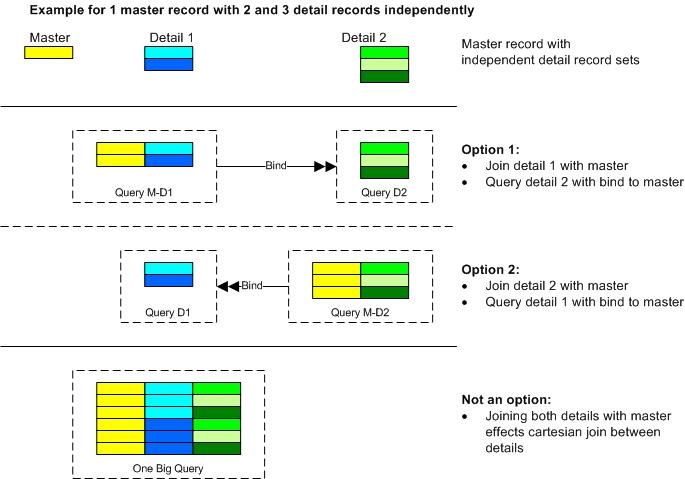 Example for 1 master record with 2 and 3 detail records independently
Master
Detail 1
Detail 2
Master record with
independent detail record sets
Bind
Query M-D1
Query D2
Option 1:
• Join detail 1 with master
• Query detail 2 with bind to master
Bind
Query D1
Query M-D2
Option 2:
• Join detail 2 with master
• Query detail 1 with bind to master
One Big Query
Not an option:
• Joining both details with master
effects cartesian join between
details